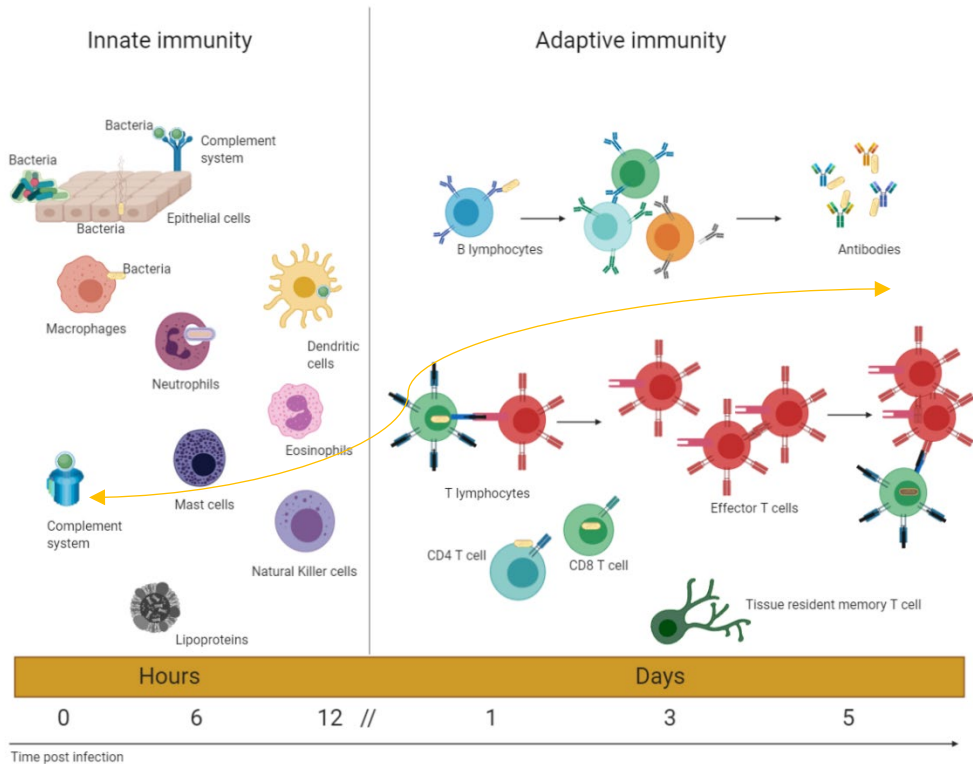 Innate immunity
Adaptive immunity
Bacteria
Complement
system
Bacteria
Epithelial cells
Bacteria
B lymphocytes
Antibodies
Bacteria
Macrophages
Dendritic
cells
Neutrophils
Eosinophils
T lymphocytes
Effector T cells
Mast cells
Complement
system
CD4 T cell
CD8 T cell
Natural Killer cells
Tissue resident memory T cell
Lipoproteins
Hours
Days
0 6 12 // 1 3 5
Time post infection